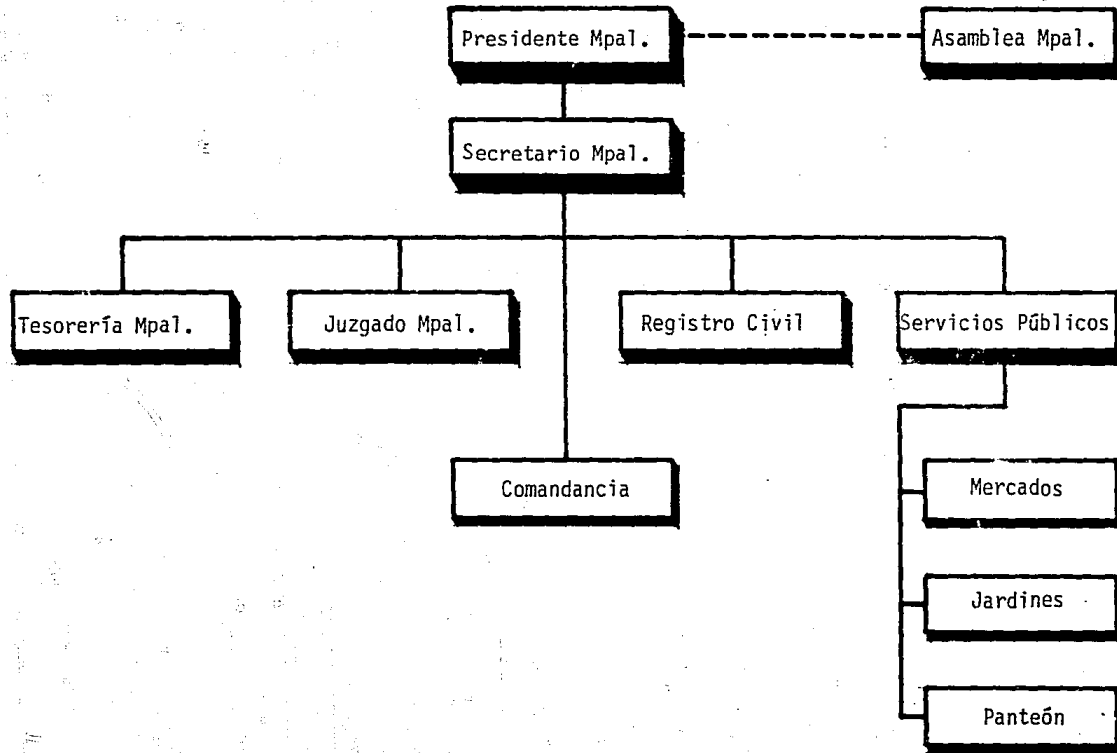 Presidente Mpal.
Asamblea Mpal.
Secretario Mpal.
Tesorería Mpal.
Juzgado Mpal.
Registro Civil
Servicios Públicos
Comandancia
Mercados
Jardines
Panteón